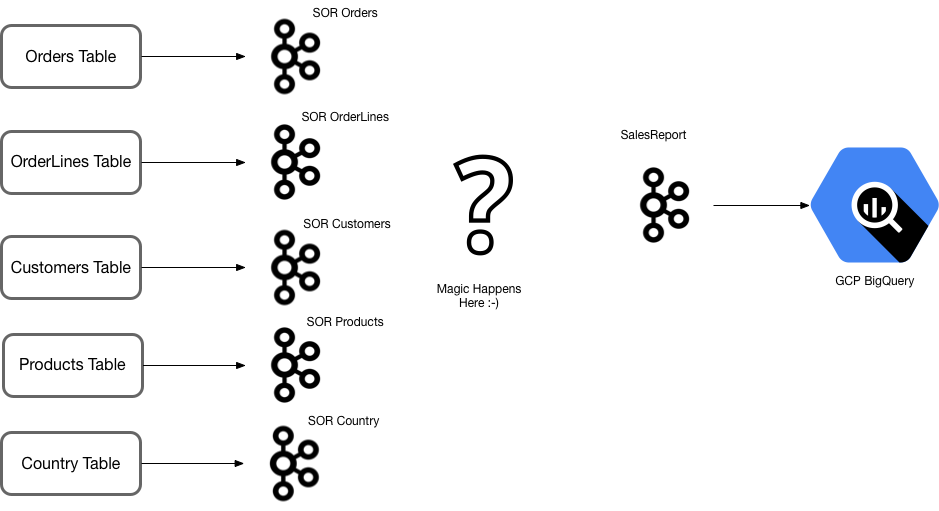 SOR Orders
Orders Table
SOR OrderLines
OrderLines Table
SalesReport
SOR Customers
Customers Table
Magic Happens
Here :-)
GCP BigQuery
SOR Products
Products Table
SOR Country
Country Table